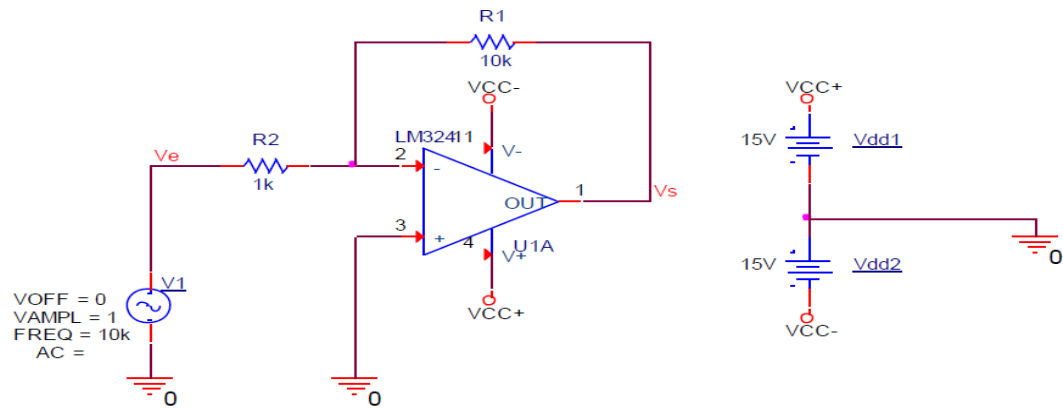 R1
10k
VCC-
VCC+
LM324
11
15V
Vdd1
R2
V-
Ve
2
-
1k
1
Vs
OUT
3
+
4
U1A
V+
0
15V
Vdd2
V1
VOFF = 0
VCC+
VCC-
VAMPL = 1
FREQ = 10k
AC =
0
0